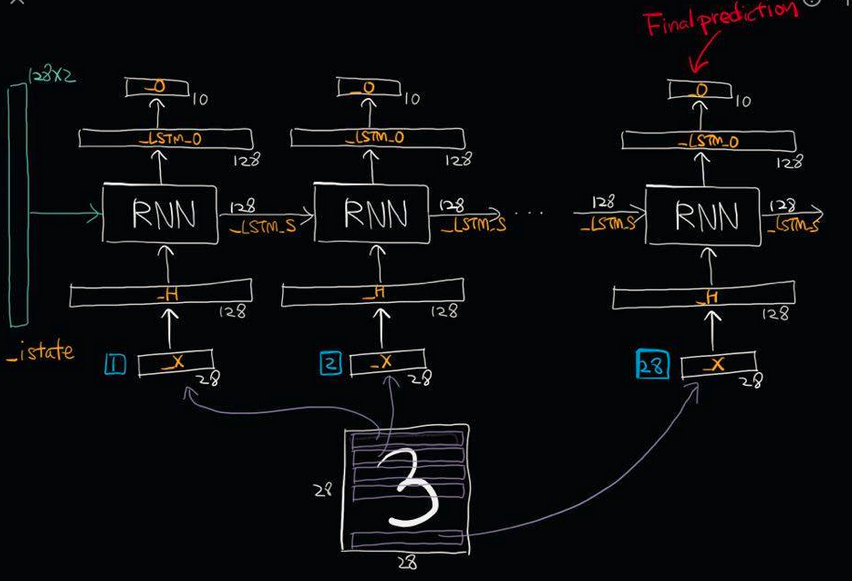 Final prediction
128x2
_O
10
_O
10
_O
10
_LSTM_O
128
_LSTM_O
128
_LSTM_O
128
RNN
128
_LSTM_S
RNN
128
_LSTM_S
...
128
_LSTM_S
RNN
128
_LSTM_S
_H
128
_H
128
_H
128
_istate
1
_X
28
2
_X
28
28
_X
28
28
3
28